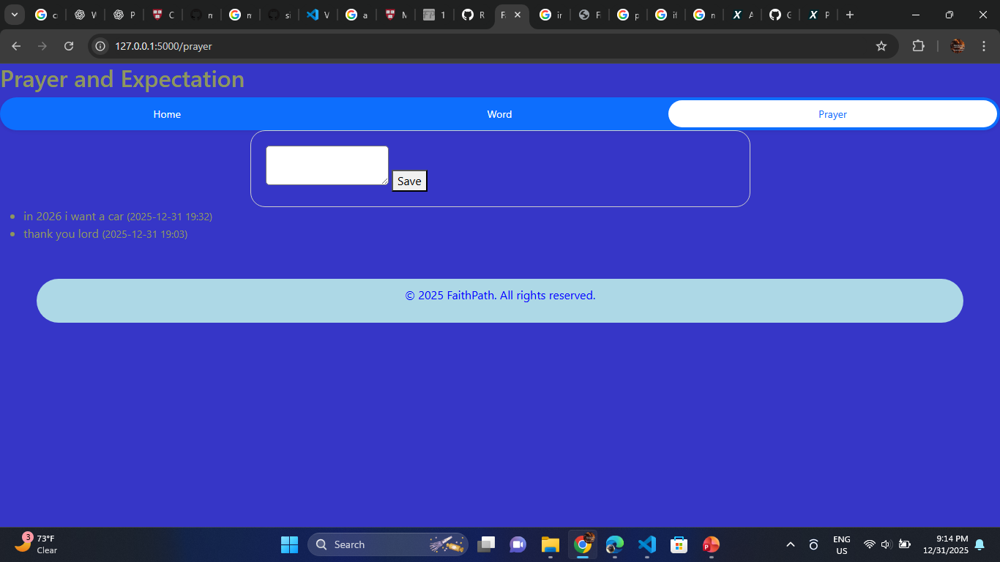 127.0.0.1:5000/prayer
Prayer and Expectation
Home Word Prayer
Save
in 2026 i want a car (2025-12-31 19:32)
thank you lord (2025-12-31 19:03)
© 2025 FaithPath. All rights reserved.
3
73°F
Clear
Search
ENG
US
9:14 PM
12/31/2025